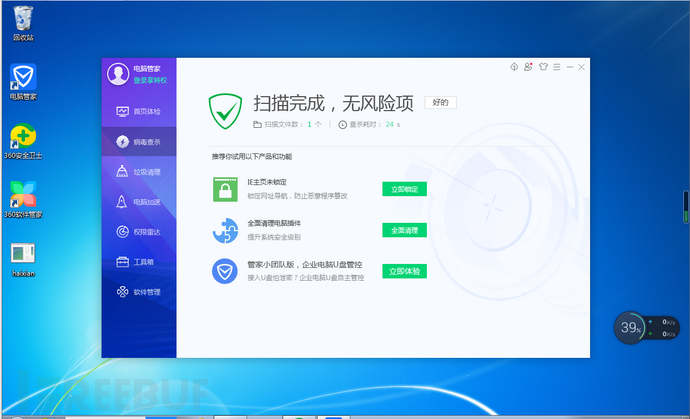 回收站
电脑管家
360安全卫士
360软件管家
haixian
电脑管家
登录享特权
首页体检
病毒查杀
垃圾清理
电脑加速
权限雷达
工具箱
软件管理
扫描完成，无风险项
好的
扫描文件数：1 个
查杀耗时：24 s
推荐你试用以下产品和功能
IE主页未锁定
锁定网址导航，防止恶意程序篡改
立即锁定
全面清理电脑插件
提升系统安全级别
全面清理
管家小团队版，企业电脑U盘管控
接入U盘怕泄密？企业电脑U盘自主管控
立即体验
39%
0K/s
0K/s
REEBUF